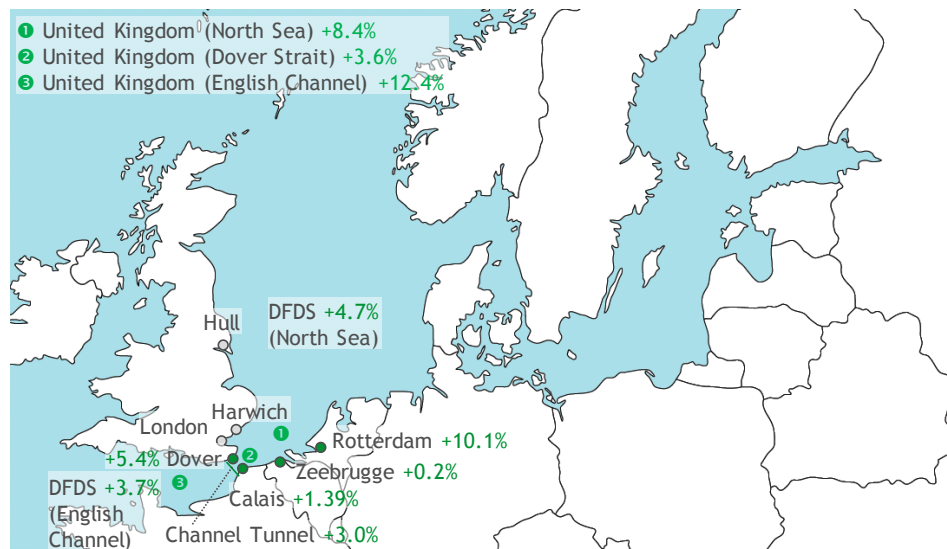 ❶ United Kingdom (North Sea) +8.4%
❷ United Kingdom (Dover Strait) +3.6%
❸ United Kingdom (English Channel) +12.4%
Hull
DFDS +4.7%
(North Sea)
Harwich
London
❶
Rotterdam +10.1%
+5.4% Dover
❷
Zeebrugge +0.2%
❸
DFDS +3.7%
(English
Channel)
Calais +1.39%
Channel Tunnel +3.0%